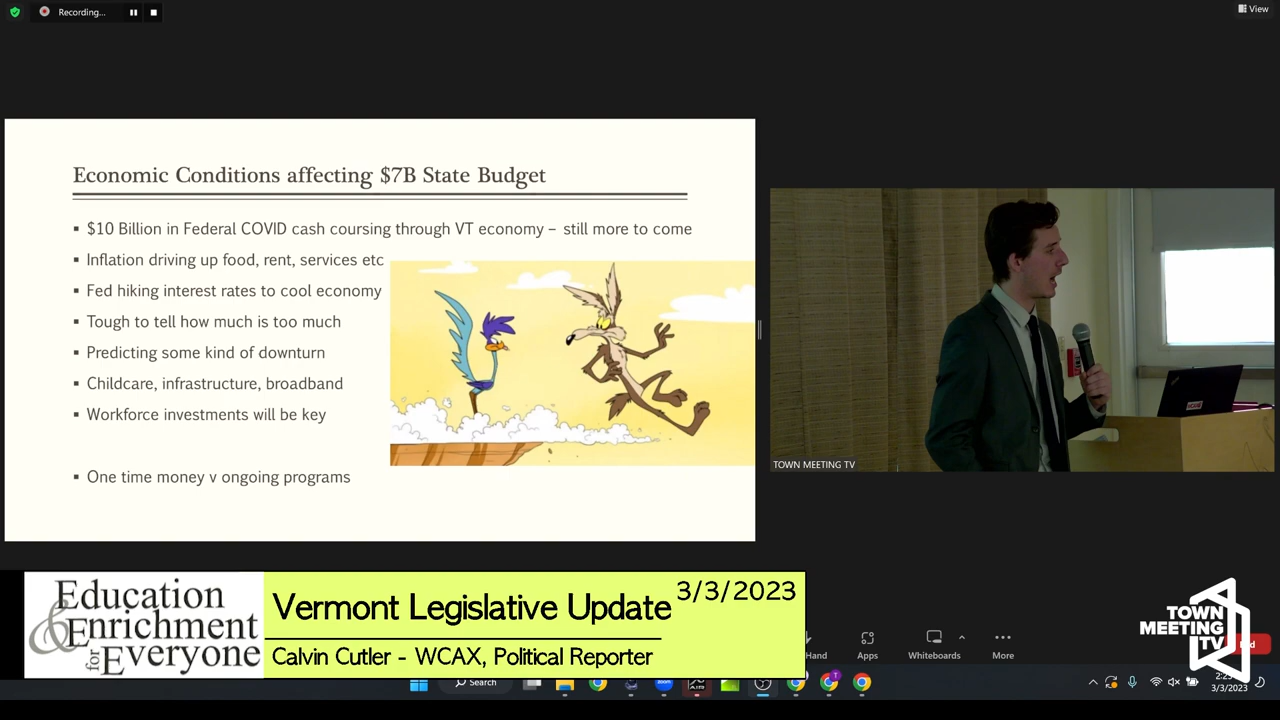 Recording...
View
Economic Conditions affecting $7B State Budget
▪ $10 Billion in Federal COVID cash coursing through VT economy – still more to come
▪ Inflation driving up food, rent, services etc
▪ Fed hiking interest rates to cool economy
▪ Tough to tell how much is too much
▪ Predicting some kind of downturn
▪ Childcare, infrastructure, broadband
▪ Workforce investments will be key
▪ One time money v ongoing programs
TOWN MEETING TV
Education
& Enrichment
for Everyone
Vermont Legislative Update
3/3/2023
Calvin Cutler - WCAX, Political Reporter
Hand
Apps
Whiteboards
More
TOWN
MEETING
TV
Search
zoom
3/3/2023